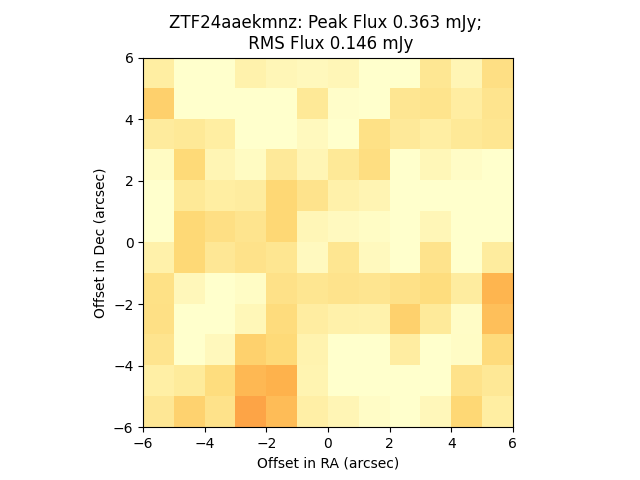 ZTF24aaekmnz: Peak Flux 0.363 mJy;
RMS Flux 0.146 mJy
6
4
2
0
−2
−4
−6
Offset in Dec (arcsec)
−6 −4 −2 0 2 4 6
Offset in RA (arcsec)